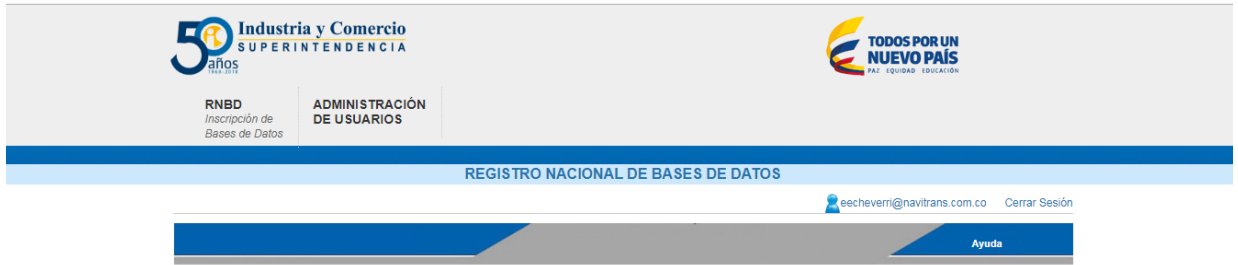 50 Industria y Comercio
SUPERINTENDENCIA
años
1968-2018
TODOS POR UN
NUEVO PAÍS
PAZ EQUIDAD EDUCACIÓN
RNBD
Inscripción de
Bases de Datos
ADMINISTRACIÓN
DE USUARIOS
REGISTRO NACIONAL DE BASES DE DATOS
eecheverri@navitrans.com.co Cerrar Sesión
Ayuda